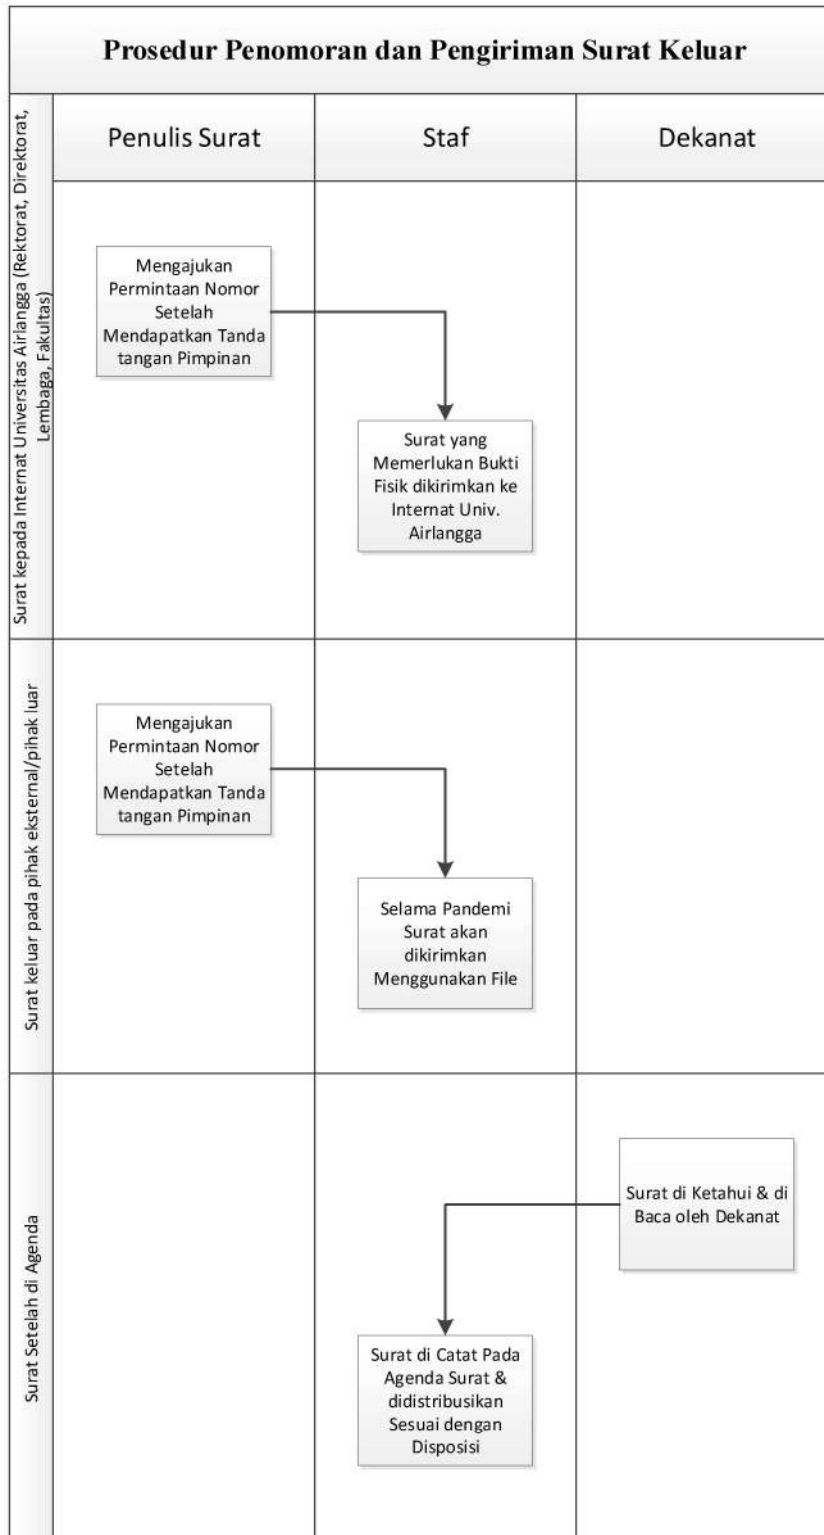 Prosedur Penomoran dan Pengiriman Surat Keluar
Penulis Surat
Staf
Dekanat
Surat kepada Internat Universitas Airlangga (Rektorat, Direktorat,
Lembaga, Fakultas)
Mengajukan
Permintaan Nomor
Setelah
Mendapatkan Tanda
tangan Pimpinan
Surat yang
Memerlukan Bukti
Fisik dikirimkan ke
Internat Univ.
Airlangga
Surat keluar pada pihak eksternal/pihak luar
Mengajukan
Permintaan Nomor
Setelah
Mendapatkan Tanda
tangan Pimpinan
Selama Pandemi
Surat akan
dikirimkan
Menggunakan File
Surat Setelah di Agenda
Surat di Ketahui & di
Baca oleh Dekanat
Surat di Catat Pada
Agenda Surat &
didistribusikan
Sesuai dengan
Disposisi